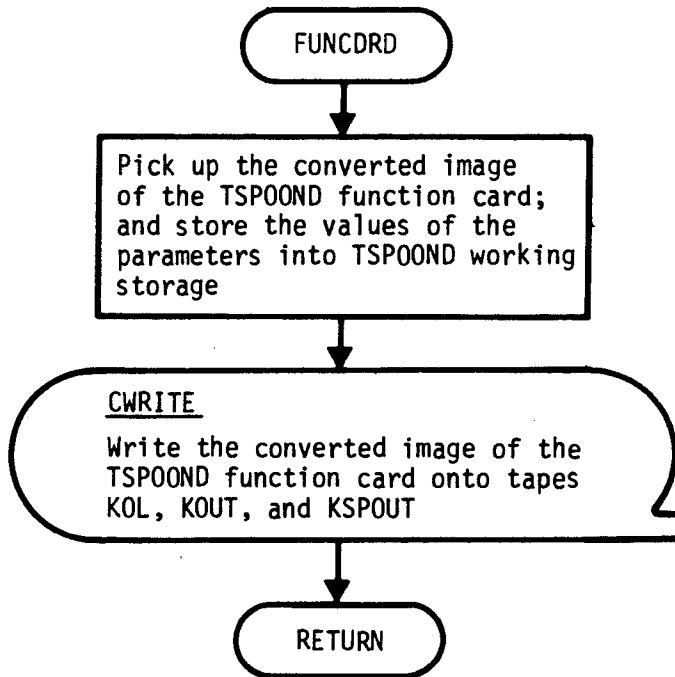 FUNCDRD
Pick up the converted image
of the TSPOOND function card;
and store the values of the
parameters into TSPOOND working
storage
CWRITE
Write the converted image of the
TSPOOND function card onto tapes
KOL, KOUT, and KSPOUT
RETURN